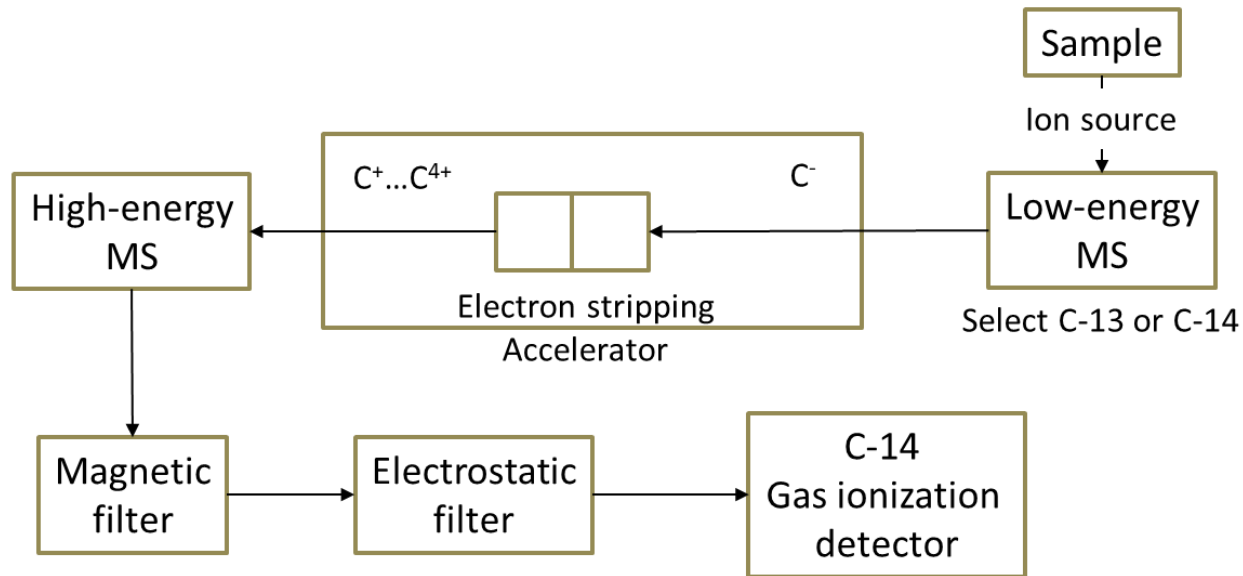 Sample
Ion source
Low-energy
MS
Select C-13 or C-14
C⁻
C⁺...C⁴⁺
Electron stripping
Accelerator
High-energy
MS
Magnetic
filter
Electrostatic
filter
C-14
Gas ionization
detector